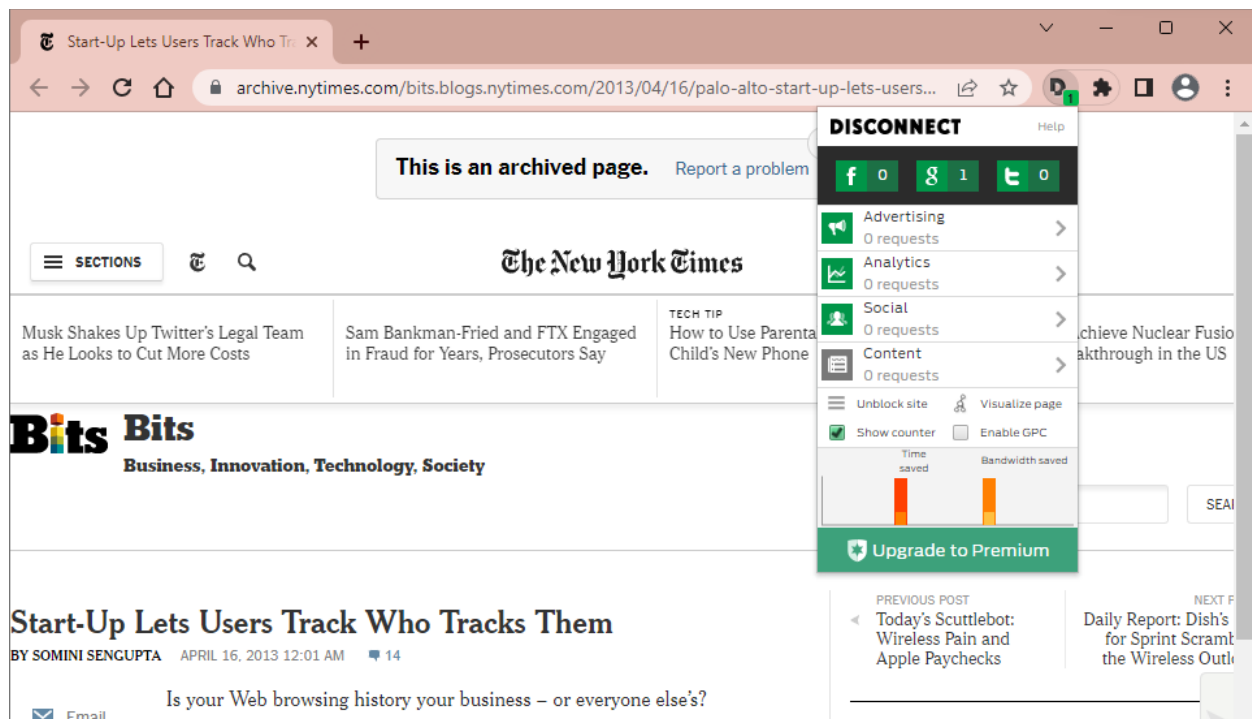 Start-Up Lets Users Track Who Tr
archive.nytimes.com/bits.blogs.nytimes.com/2013/04/16/palo-alto-start-up-lets-users...
D 1
DISCONNECT Help
f 0 g 1 t 0
Advertising
0 requests
Analytics
0 requests
Social
0 requests
Content
0 requests
Unblock site Visualize page
Show counter Enable GPC
Time saved
Bandwidth saved
Upgrade to Premium
This is an archived page. Report a problem
SECTIONS
The New York Times
Musk Shakes Up Twitter's Legal Team
as He Looks to Cut More Costs
Sam Bankman-Fried and FTX Engaged
in Fraud for Years, Prosecutors Say
TECH TIP
How to Use Parenta
Child's New Phone
chieve Nuclear Fusio
akthrough in the US
Bits Bits
Business, Innovation, Technology, Society
SEA
Start-Up Lets Users Track Who Tracks Them
BY SOMINI SENGUPTA APRIL 16, 2013 12:01 AM 14
Email
Is your Web browsing history your business – or everyone else's?
PREVIOUS POST
Today's Scuttlebot:
Wireless Pain and
Apple Paychecks
NEXT
Daily Report: Dish's
for Sprint Scramb
the Wireless Outl